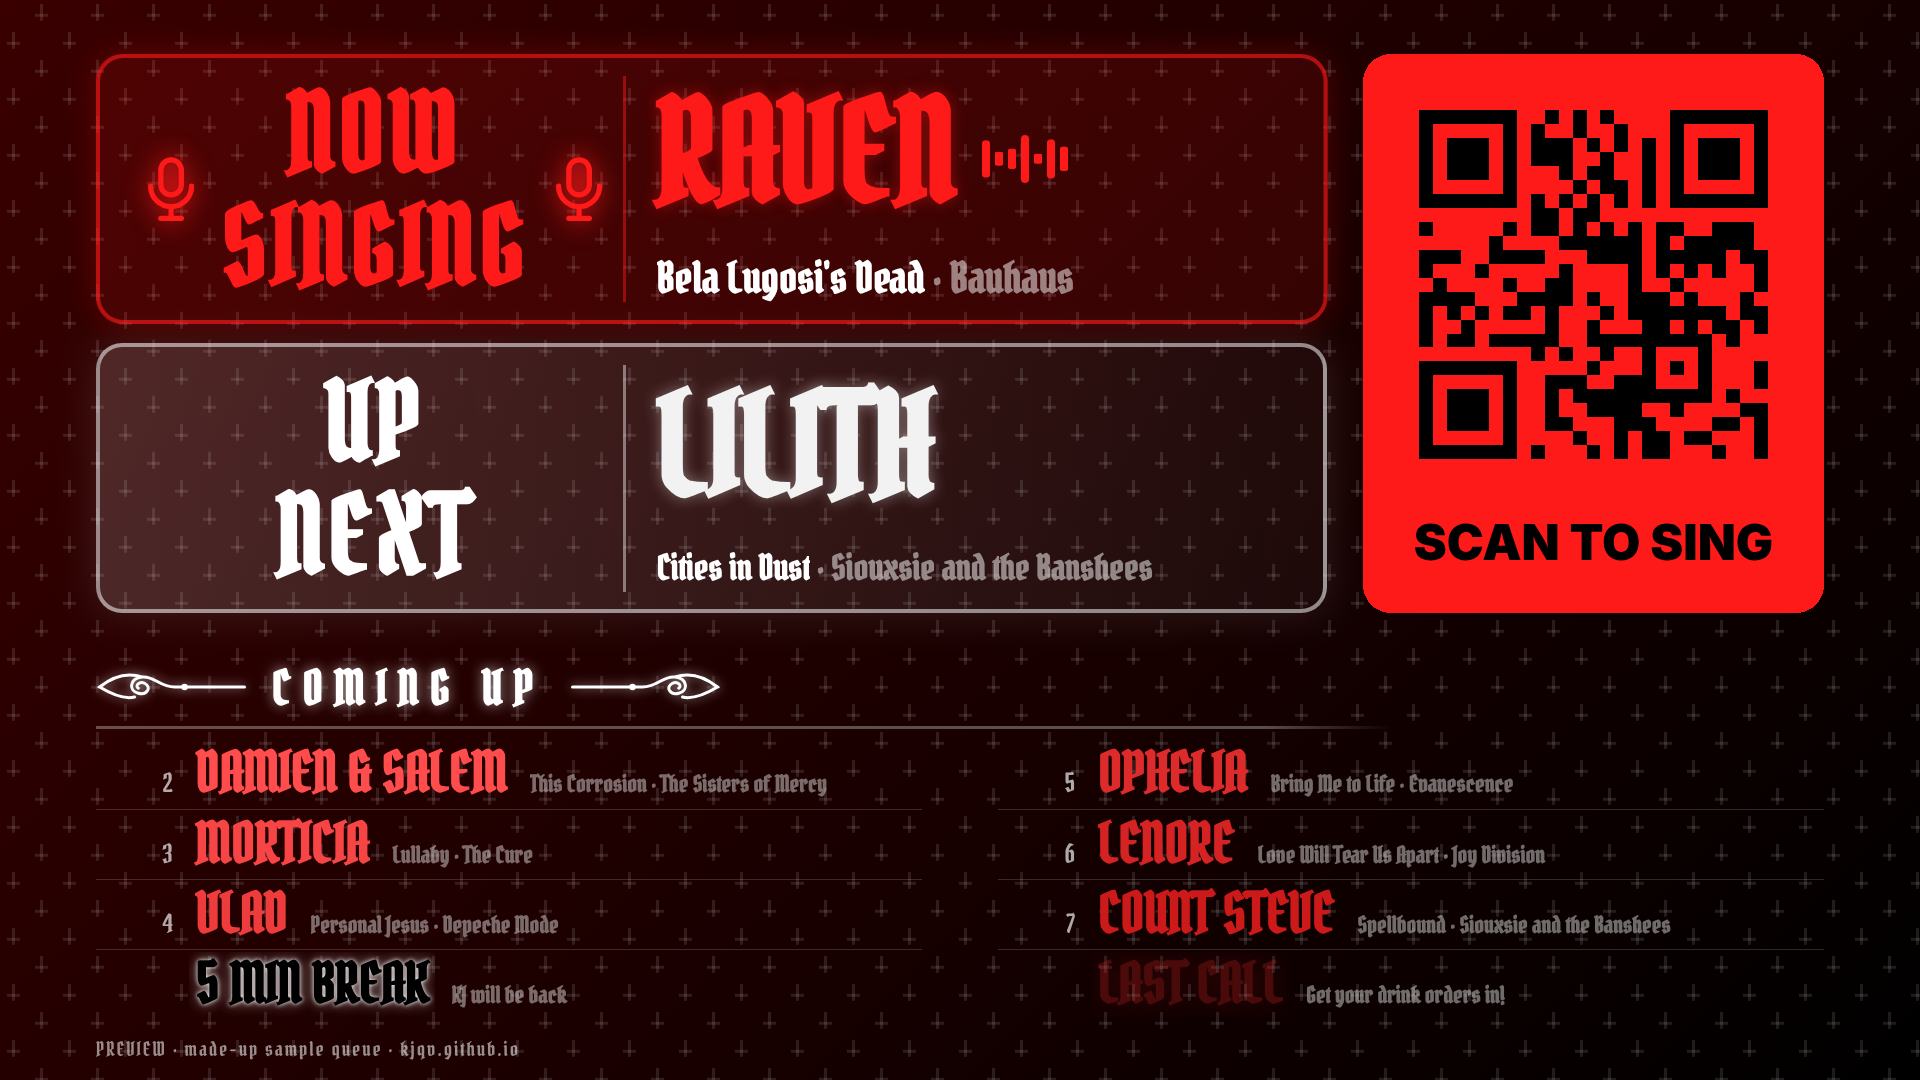 NOW
SINGING
RAVEN
Bela Lugosi's Dead · Bauhaus
UP
NEXT
LILITH
Cities in Dust · Siouxsie and the Banshees
SCAN TO SING
COMING UP
2 DAMIEN & SALEM This Corrosion · The Sisters of Mercy
3 MORTICIA Lullaby · The Cure
4 VLAD Personal Jesus · Depeche Mode
5 MIN BREAK KJ will be back
5 OPHELIA Bring Me to Life · Evanescence
6 LENORE Love Will Tear Us Apart · Joy Division
7 COUNT STEVE Spellbound · Siouxsie and the Banshees
LAST CALL Get your drink orders in!
PREVIEW · made-up sample queue · kjqv.github.io